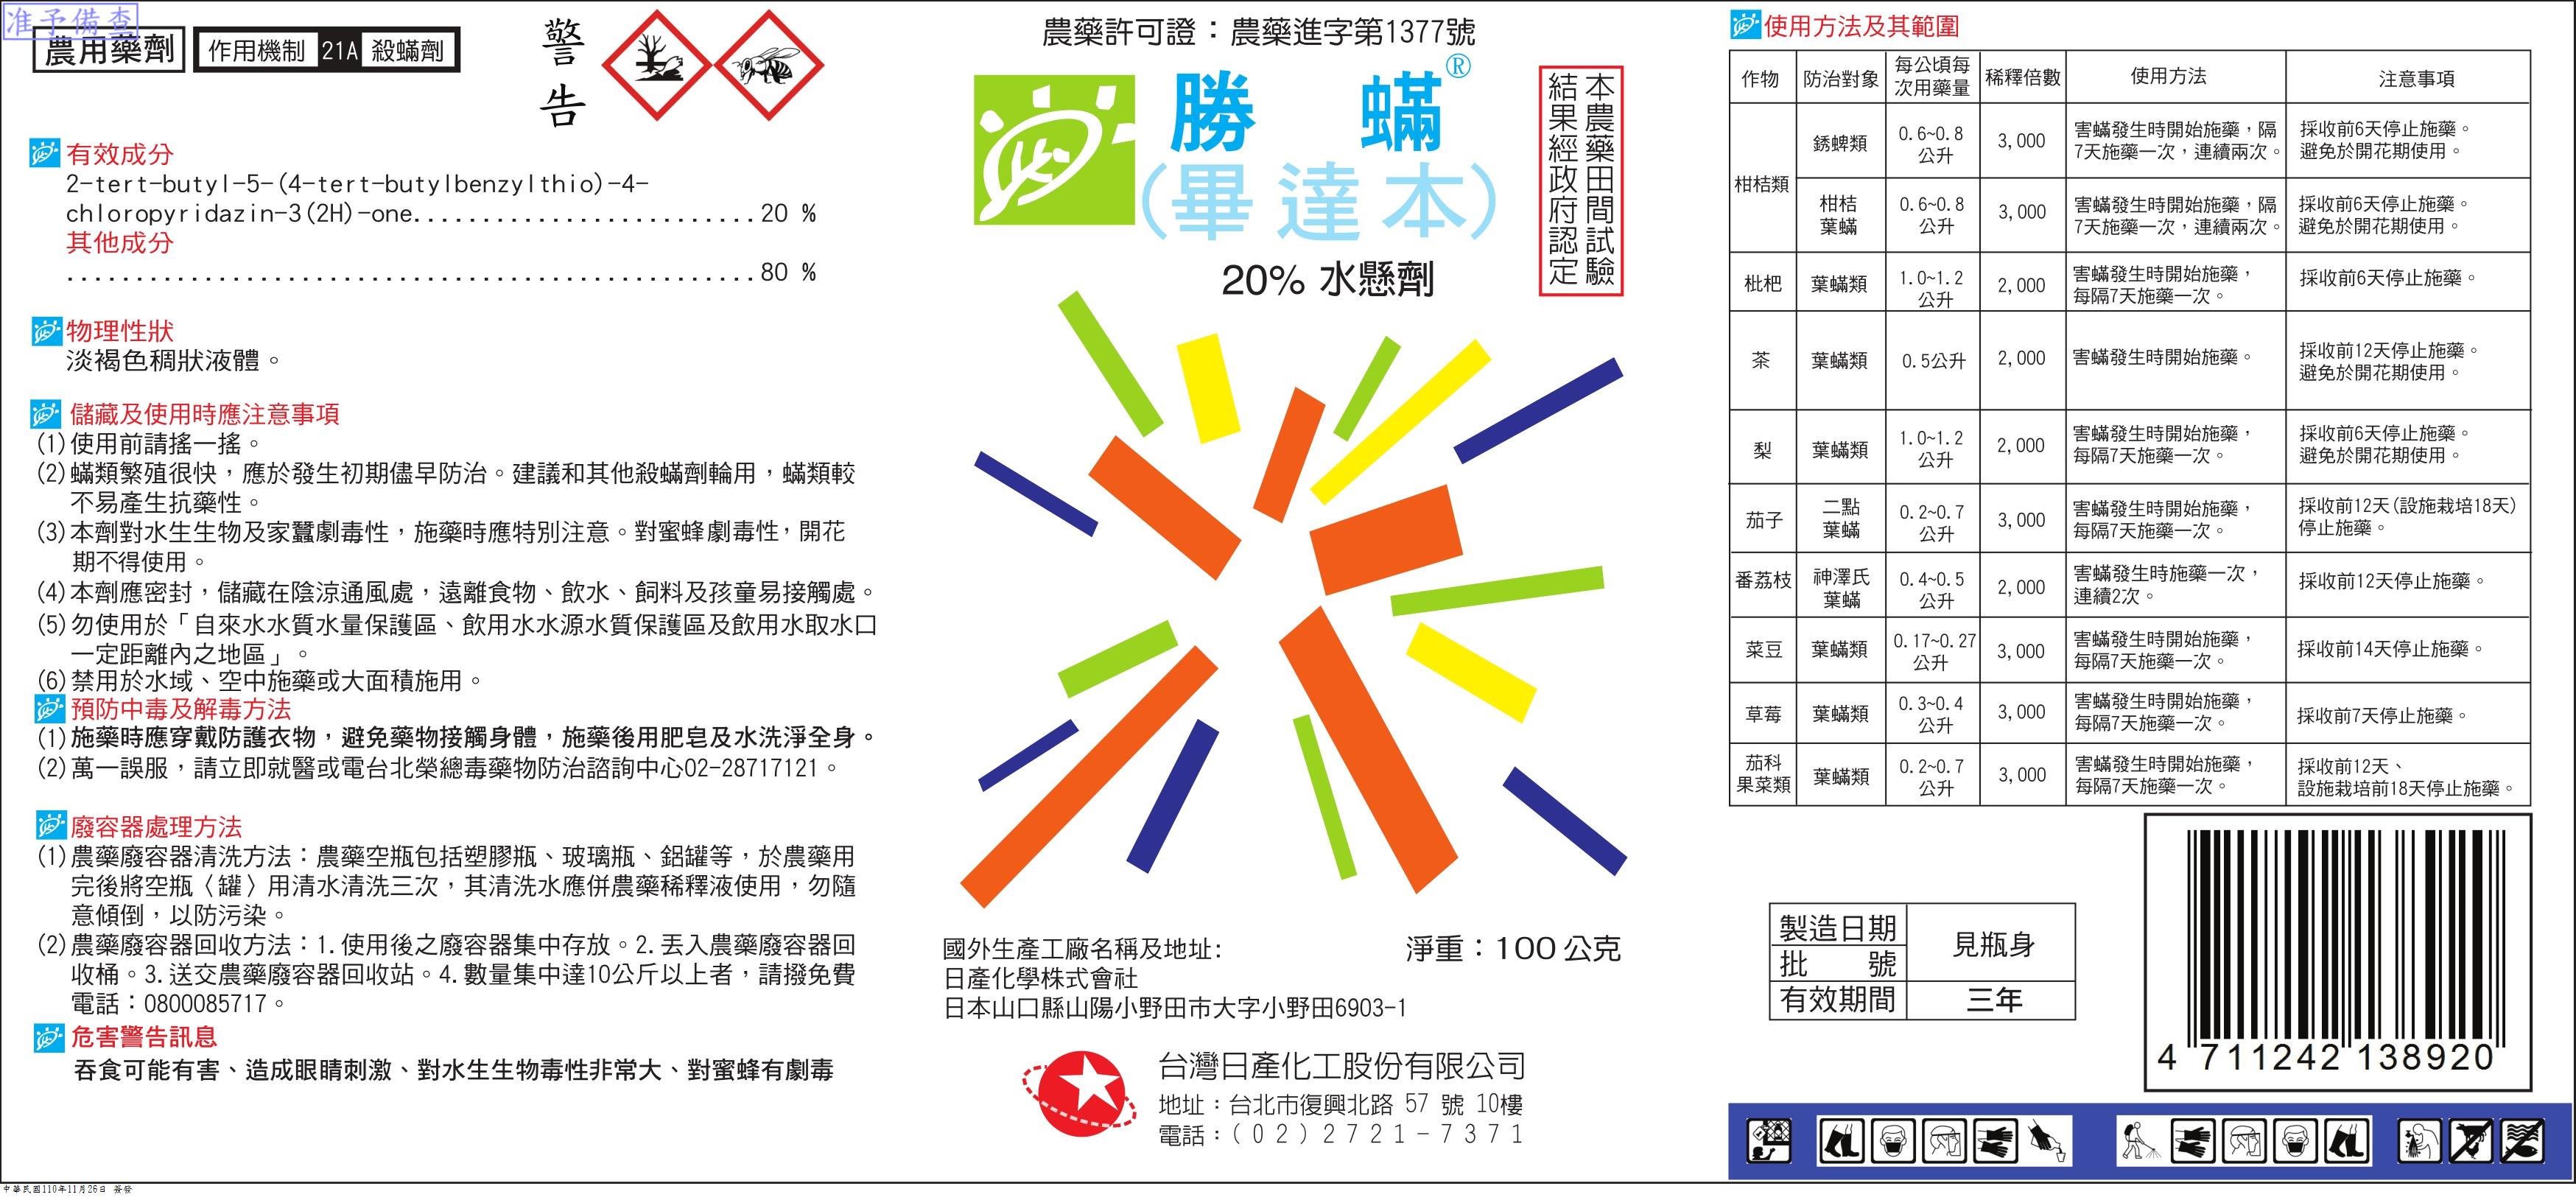 准予備查
農用藥劑
作用機制 21A 殺蟎劑
警告
有效成分
2-tert-butyl-5-(4-tert-butylbenzylthio)-4-
chloropyridazin-3(2H)-one.........................20 %
其他成分
..................................................80 %
物理性狀
淡褐色稠狀液體。
儲藏及使用時應注意事項
(1)使用前請搖一搖。
(2)蟎類繁殖很快，應於發生初期儘早防治。建議和其他殺蟎劑輪用，蟎類較
不易產生抗藥性。
(3)本劑對水生生物及家蠶劇毒性，施藥時應特別注意。對蜜蜂劇毒性，開花
期不得使用。
(4)本劑應密封，儲藏在陰涼通風處，遠離食物、飲水、飼料及孩童易接觸處。
(5)勿使用於「自來水水質水量保護區、飲用水水源水質保護區及飲用水取水口
一定距離內之地區」。
(6)禁用於水域、空中施藥或大面積施用。
預防中毒及解毒方法
(1)施藥時應穿戴防護衣物，避免藥物接觸身體，施藥後用肥皂及水洗淨全身。
(2)萬一誤服，請立即就醫或電台北榮總毒藥物防治諮詢中心02-28717121。
廢容器處理方法
(1)農藥廢容器清洗方法：農藥空瓶包括塑膠瓶、玻璃瓶、鋁罐等，於農藥用
完後將空瓶〈罐〉用清水清洗三次，其清洗水應併農藥稀釋液使用，勿隨
意傾倒，以防污染。
(2)農藥廢容器回收方法：1.使用後之廢容器集中存放。2.丟入農藥廢容器回
收桶。3.送交農藥廢容器回收站。4.數量集中達10公斤以上者，請撥免費
電話：0800085717。
危害警告訊息
吞食可能有害、造成眼睛刺激、對水生生物毒性非常大、對蜜蜂有劇毒
中華民國110年11月26日 簽發
農藥許可證：農藥進字第1377號
勝 蟎®
(畢達本)
20% 水懸劑
本農藥田間試驗
結果經政府認定
國外生產工廠名稱及地址:
日產化學株式會社
日本山口縣山陽小野田市大字小野田6903-1
淨重：100 公克
台灣日產化工股份有限公司
地址：台北市復興北路 57 號 10樓
電話：(02)2721-7371
使用方法及其範圍
作物 防治對象 每公頃每次用藥量 稀釋倍數 使用方法 注意事項
柑桔類 銹蜱類 0.6~0.8公升 3,000 害蟎發生時開始施藥，隔7天施藥一次，連續兩次。 採收前6天停止施藥。避免於開花期使用。
柑桔葉蟎 0.6~0.8公升 3,000 害蟎發生時開始施藥，隔7天施藥一次，連續兩次。 採收前6天停止施藥。避免於開花期使用。
枇杷 葉蟎類 1.0~1.2公升 2,000 害蟎發生時開始施藥，每隔7天施藥一次。 採收前6天停止施藥。
茶 葉蟎類 0.5公升 2,000 害蟎發生時開始施藥。 採收前12天停止施藥。避免於開花期使用。
梨 葉蟎類 1.0~1.2公升 2,000 害蟎發生時開始施藥，每隔7天施藥一次。 採收前6天停止施藥。避免於開花期使用。
茄子 二點葉蟎 0.2~0.7公升 3,000 害蟎發生時開始施藥，每隔7天施藥一次。 採收前12天(設施栽培18天)停止施藥。
番荔枝 神澤氏葉蟎 0.4~0.5公升 2,000 害蟎發生時施藥一次，連續2次。 採收前12天停止施藥。
菜豆 葉蟎類 0.17~0.27公升 3,000 害蟎發生時開始施藥，每隔7天施藥一次。 採收前14天停止施藥。
草莓 葉蟎類 0.3~0.4公升 3,000 害蟎發生時開始施藥，每隔7天施藥一次。 採收前7天停止施藥。
茄科果菜類 葉蟎類 0.2~0.7公升 3,000 害蟎發生時開始施藥，每隔7天施藥一次。 採收前12天、設施栽培前18天停止施藥。
製造日期 見瓶身
批 號
有效期間 三年
4 711242 138920